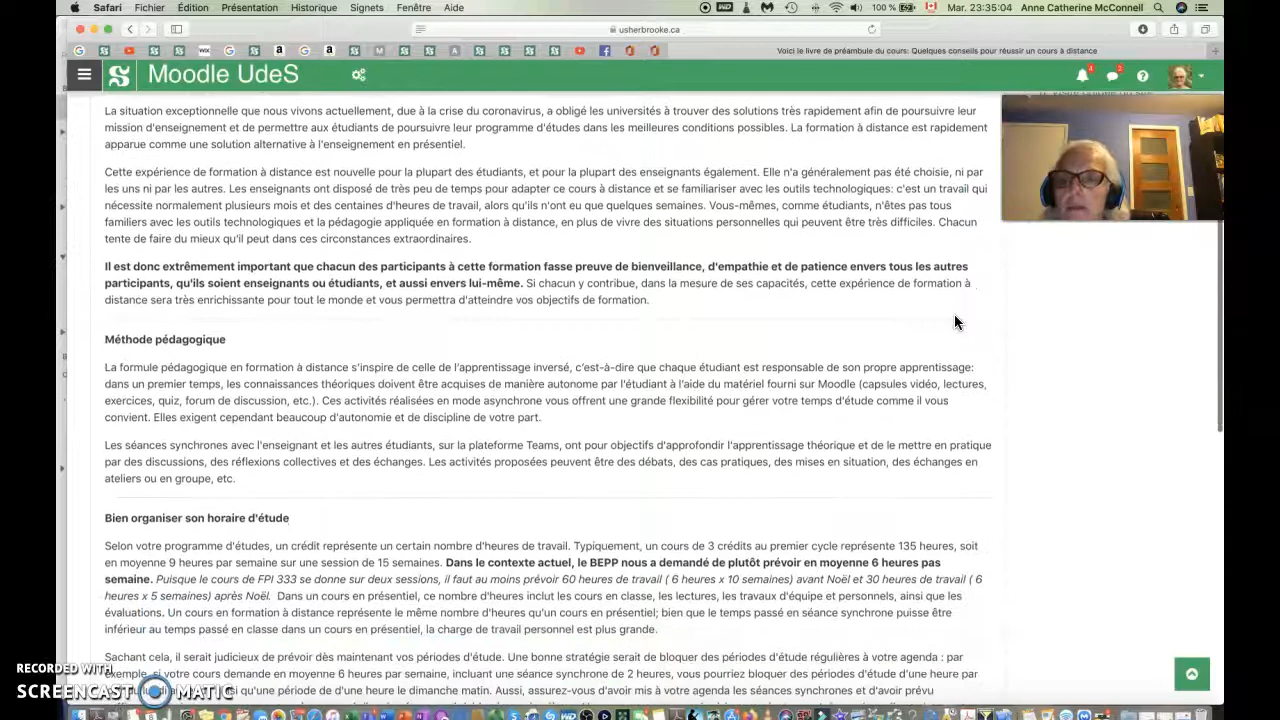 Safari Fichier Édition Présentation Historique Signets Fenêtre Aide 100 % Mar. 23:35:04 Anne Catherine McConnell
usherbrooke.ca
Voici le livre de préambule du cours: Quelques conseils pour réussir un cours à distance
Moodle UdeS
La situation exceptionnelle que nous vivons actuellement, due à la crise du coronavirus, a obligé les universités à trouver des solutions très rapidement afin de poursuivre leur
mission d'enseignement et de permettre aux étudiants de poursuivre leur programme d'études dans les meilleures conditions possibles. La formation à distance est rapidement
apparue comme une solution alternative à l'enseignement en présentiel.
Cette expérience de formation à distance est nouvelle pour la plupart des étudiants, et pour la plupart des enseignants également. Elle n'a généralement pas été choisie, ni par
les uns ni par les autres. Les enseignants ont disposé de très peu de temps pour adapter ce cours à distance et se familiariser avec les outils technologiques: c'est un travail qui
nécessite normalement plusieurs mois et des centaines d'heures de travail, alors qu'ils n'ont eu que quelques semaines. Vous-mêmes, comme étudiants, n'êtes pas tous
familiers avec les outils technologiques et la pédagogie appliquée en formation à distance, en plus de vivre des situations personnelles qui peuvent être très difficiles. Chacun
tente de faire du mieux qu'il peut dans ces circonstances extraordinaires.
Il est donc extrêmement important que chacun des participants à cette formation fasse preuve de bienveillance, d'empathie et de patience envers tous les autres
participants, qu'ils soient enseignants ou étudiants, et aussi envers lui-même. Si chacun y contribue, dans la mesure de ses capacités, cette expérience de formation à
distance sera très enrichissante pour tout le monde et vous permettra d'atteindre vos objectifs de formation.
Méthode pédagogique
La formule pédagogique en formation à distance s'inspire de celle de l'apprentissage inversé, c'est-à-dire que chaque étudiant est responsable de son propre apprentissage:
dans un premier temps, les connaissances théoriques doivent être acquises de manière autonome par l'étudiant à l'aide du matériel fourni sur Moodle (capsules vidéo, lectures,
exercices, quiz, forum de discussion, etc.). Ces activités réalisées en mode asynchrone vous offrent une grande flexibilité pour gérer votre temps d'étude comme il vous
convient. Elles exigent cependant beaucoup d'autonomie et de discipline de votre part.
Les séances synchrones avec l'enseignant et les autres étudiants, sur la plateforme Teams, ont pour objectifs d'approfondir l'apprentissage théorique et de le mettre en pratique
par des discussions, des réflexions collectives et des échanges. Les activités proposées peuvent être des débats, des cas pratiques, des mises en situation, des échanges en
ateliers ou en groupe, etc.
Bien organiser son horaire d'étude
Selon votre programme d'études, un crédit représente un certain nombre d'heures de travail. Typiquement, un cours de 3 crédits au premier cycle représente 135 heures, soit
en moyenne 9 heures par semaine sur une session de 15 semaines. Dans le contexte actuel, le BEPP nous a demandé de plutôt prévoir en moyenne 6 heures pas
semaine. Puisque le cours de FPI 333 se donne sur deux sessions, il faut au moins prévoir 60 heures de travail ( 6 heures x 10 semaines) avant Noël et 30 heures de travail ( 6
heures x 5 semaines) après Noël. Dans un cours en présentiel, ce nombre d'heures inclut les cours en classe, les lectures, les travaux d'équipe et personnels, ainsi que les
évaluations. Un cours en formation à distance représente le même nombre d'heures qu'un cours en présentiel; bien que le temps passé en séance synchrone puisse être
inférieur au temps passé en classe dans un cours en présentiel, la charge de travail personnel est plus grande.
Sachant cela, il serait judicieux de prévoir dès maintenant vos périodes d'étude. Une bonne stratégie serait de bloquer des périodes d'étude régulières à votre agenda : par
exemple, si votre cours demande en moyenne 6 heures par semaine, incluant une séance synchrone de 2 heures, vous pourriez bloquer des périodes d'étude d'une heure par
qu'une période de d'une heure le dimanche matin. Aussi, assurez-vous d'avoir mis à votre agenda les séances synchrones et d'avoir prévu
RECORDED WITH
SCREENCAST MATIC